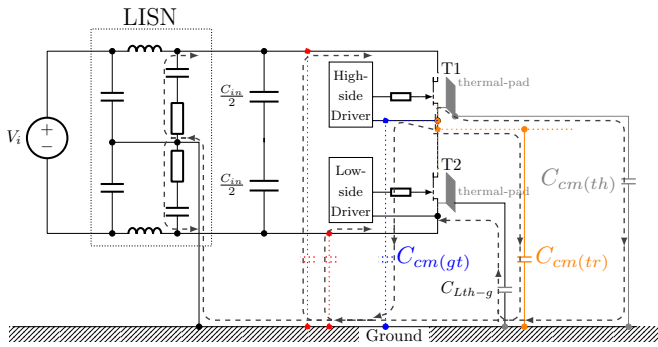 LISN
T1
High-
side
Driver
thermal-pad
C_in/2
V_i
T2
Low-
side
Driver
thermal-pad
C_in/2
C_cm(th)
C_cm(gt)
C_cm(tr)
C_Lth-g
Ground